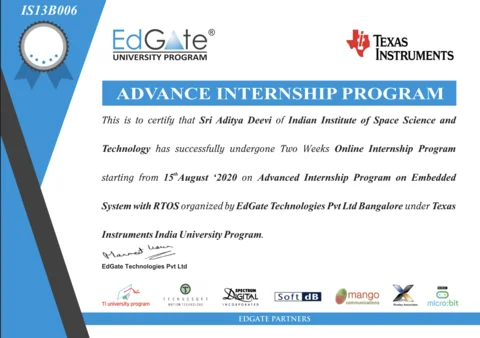 IS13B006
EdGate®
UNIVERSITY PROGRAM
TEXAS
INSTRUMENTS
ADVANCE INTERNSHIP PROGRAM
This is to certify that Sri Aditya Deevi of Indian Institute of Space Science and
Technology has successfully undergone Two Weeks Online Internship Program
starting from 15th August ‘2020 on Advanced Internship Program on Embedded
System with RTOS organized by EdGate Technologies Pvt Ltd Bangalore under Texas
Instruments India University Program.
EdGate Technologies Pvt Ltd
TI university program
SPECTRUM
DIGITAL
INCORPORATED
Soft dB
mango
communications
BBC
micro:bit
EDGATE PARTNERS